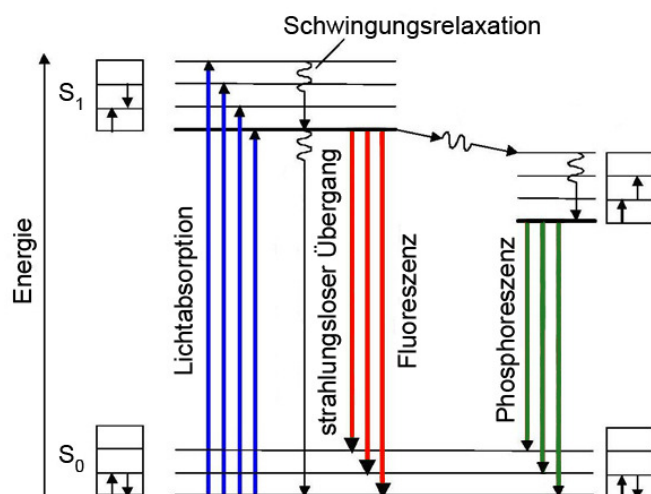 Schwingungsrelaxation
S1
Energie
Lichtabsorption
strahlungsloser Übergang
Fluoreszenz
Phosphoreszenz
S0